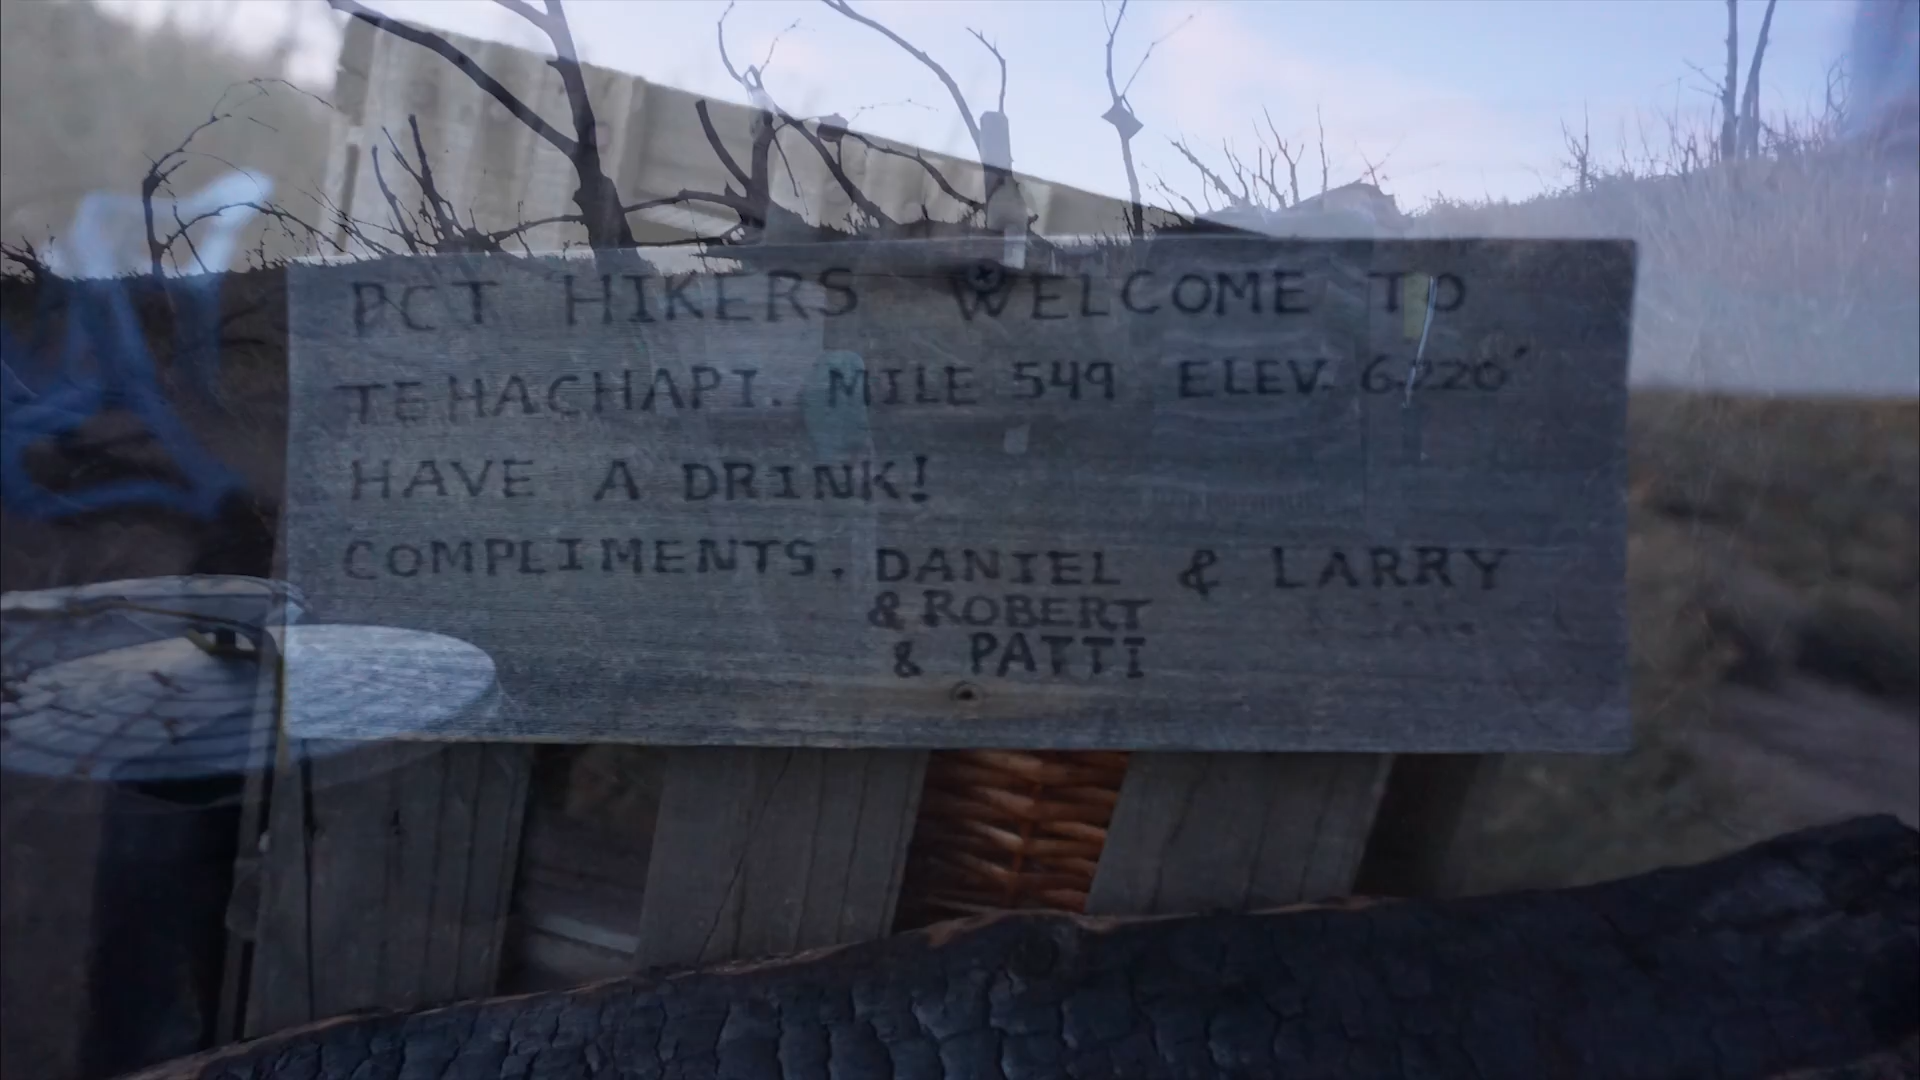 PCT HIKERS WELCOME TO
TEHACHAPI. MILE 549 ELEV. 6220'
HAVE A DRINK!
COMPLIMENTS. DANIEL & LARRY
& ROBERT
& PATTI